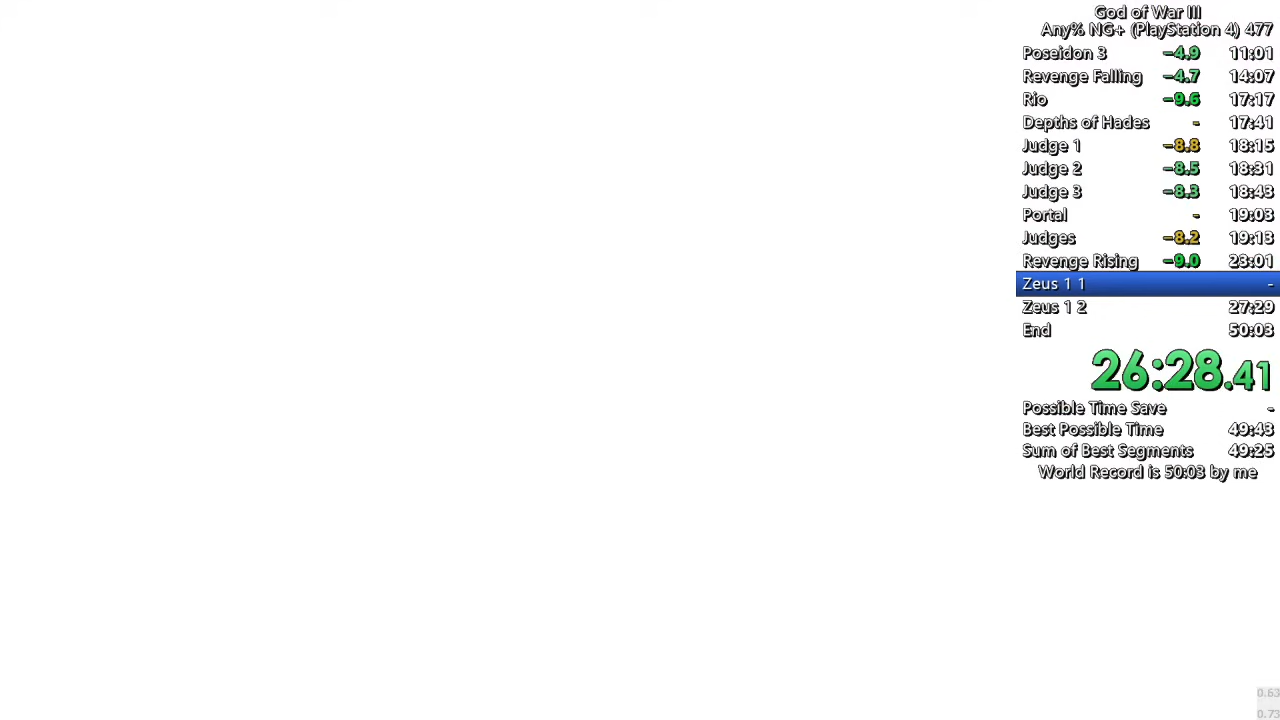 God of War III
Any% NG+ (PlayStation 4) 477
Poseidon 3 -4.9 11:01
Revenge Falling -4.7 14:07
Rio -9.6 17:17
Depths of Hades - 17:41
Judge 1 -8.8 18:15
Judge 2 -8.5 18:31
Judge 3 -8.3 18:43
Portal - 19:03
Judges -8.2 19:13
Revenge Rising -9.0 23:01
Zeus 1 1 -
Zeus 1 2 27:29
End 50:03
26:28.41
Possible Time Save -
Best Possible Time 49:43
Sum of Best Segments 49:25
World Record is 50:03 by me
0.63
0.73